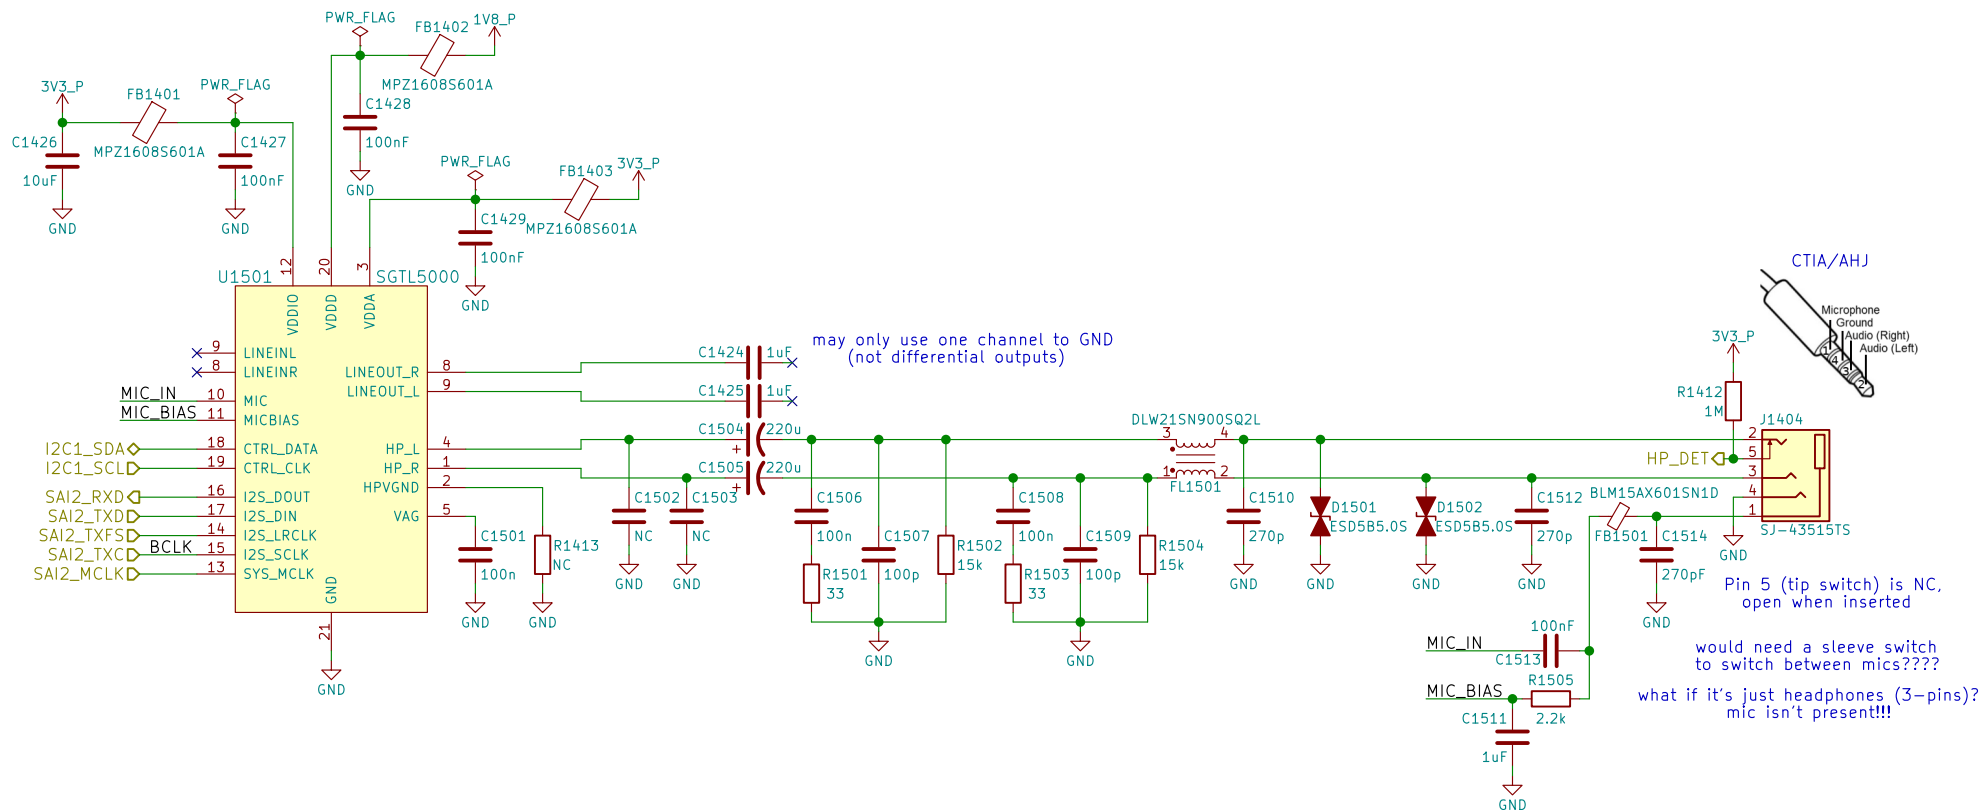 PWR_FLAG
FB1402
1V8_P
MPZ1608S601A
C1428
100nF
GND
3V3_P
FB1401
PWR_FLAG
C1426
MPZ1608S601A
C1427
10uF
100nF
GND
GND
PWR_FLAG
FB1403
3V3_P
C1429
MPZ1608S601A
100nF
GND
U1501
SGTL5000
12
20
3
VDDIO
VDDD
VDDA
9
LINEINL
8
LINEINR
MIC_IN
10
MIC
MIC_BIAS
11
MICBIAS
I2C1_SDA
18
CTRL_DATA
I2C1_SCL
19
CTRL_CLK
SAI2_RXD
16
I2S_DOUT
SAI2_TXD
17
I2S_DIN
SAI2_TXFS
14
I2S_LRCLK
SAI2_TXC
BCLK
15
I2S_SCLK
SAI2_MCLK
13
SYS_MCLK
GND
21
GND
LINEOUT_R
8
LINEOUT_L
9
HP_L
4
HP_R
1
HPVGND
2
VAG
5
C1424
1uF
C1425
1uF
may only use one channel to GND
(not differential outputs)
C1504
220u
+
C1505
220u
+
C1501
100n
GND
R1413
NC
GND
C1502
NC
GND
C1503
NC
GND
C1506
100n
R1501
33
C1507
100p
R1502
15k
GND
C1508
100n
R1503
33
C1509
100p
R1504
15k
GND
DLW21SN900SQ2L
3
4
1
2
FL1501
C1510
270p
GND
D1501
ESD5B5.0S
GND
D1502
ESD5B5.0S
GND
C1512
270p
GND
CTIA/AHJ
Microphone
Ground
Audio (Right)
Audio (Left)
1
4
3
2
3V3_P
R1412
1M
J1404
HP_DET
2
5
3
4
1
SJ-43515TS
GND
BLM15AX601SN1D
FB1501
C1514
270pF
GND
Pin 5 (tip switch) is NC,
open when inserted
MIC_IN
100nF
C1513
would need a sleeve switch
to switch between mics????
MIC_BIAS
R1505
2.2k
C1511
1uF
GND
what if it's just headphones (3-pins)?
mic isn't present!!!